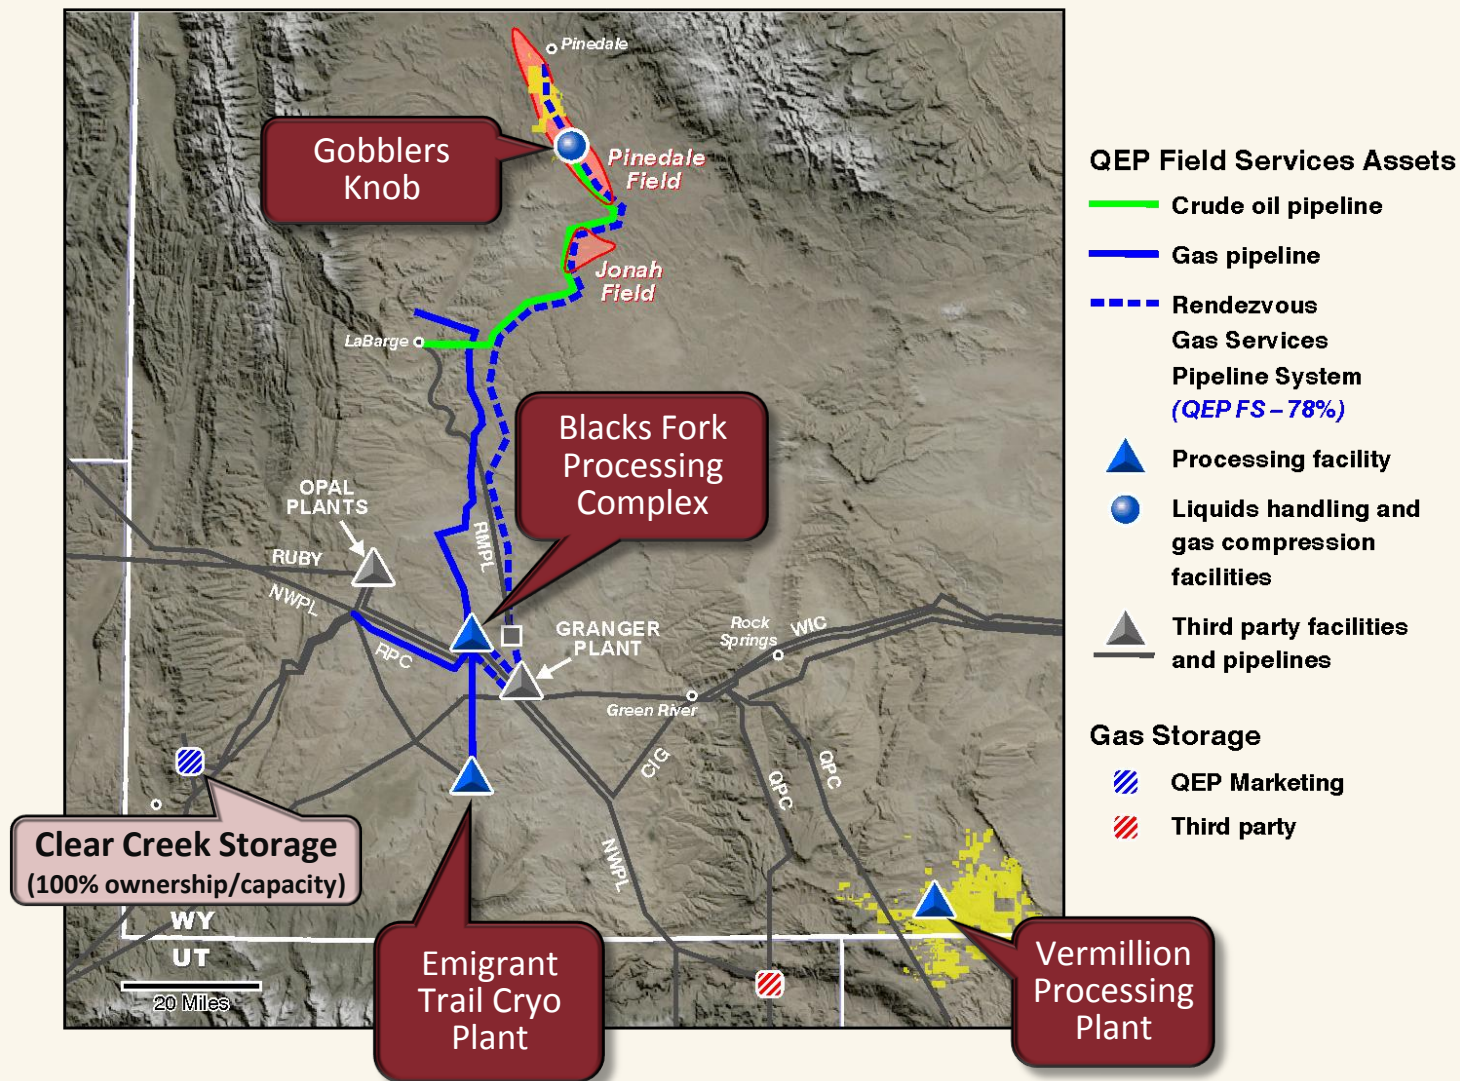 Pinedale
Gobblers
Knob
Pinedale
Field
Jonah
Field
LaBarge
Blacks Fork
Processing
Complex
OPAL
PLANTS
RUBY
RMPL
NWPL
RPC
GRANGER
PLANT
Rock
Springs
WIC
Green River
CIG
QPC
QPC
NWPL
Clear Creek Storage
(100% ownership/capacity)
WY
UT
20 Miles
Emigrant
Trail Cryo
Plant
Vermillion
Processing
Plant
QEP Field Services Assets
Crude oil pipeline
Gas pipeline
Rendezvous
Gas Services
Pipeline System
(QEP FS – 78%)
Processing facility
Liquids handling and
gas compression
facilities
Third party facilities
and pipelines
Gas Storage
QEP Marketing
Third party